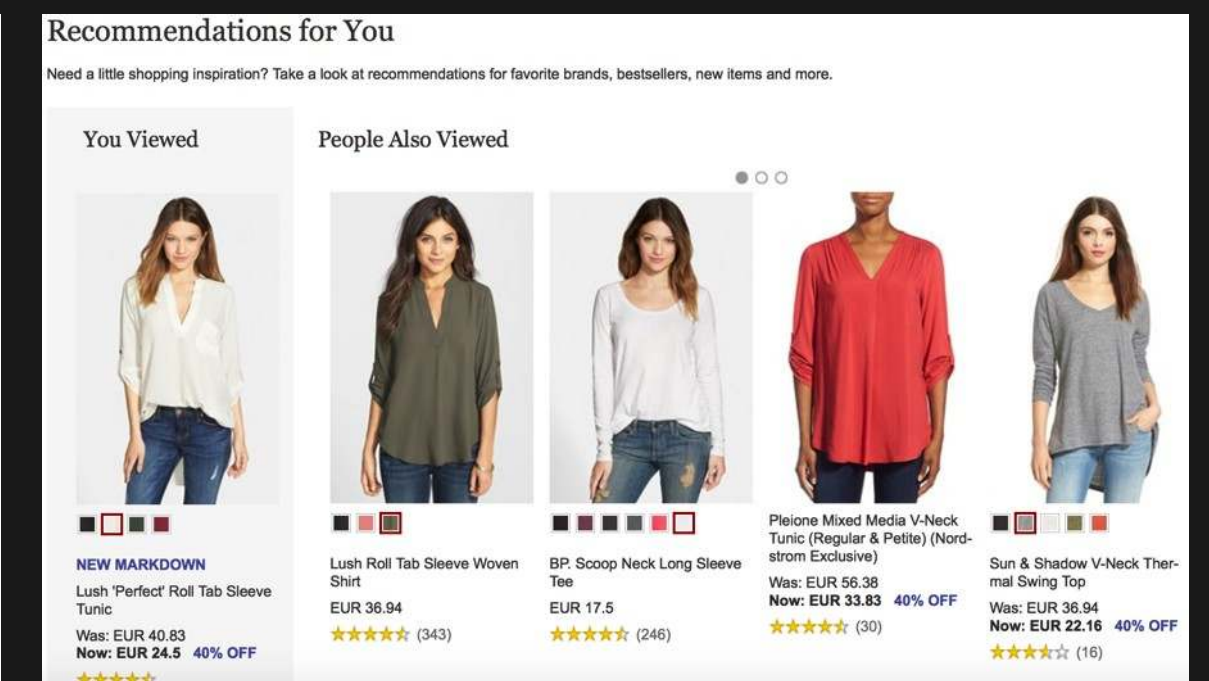 Recommendations for You
Need a little shopping inspiration? Take a look at recommendations for favorite brands, bestsellers, new items and more.
You Viewed
NEW MARKDOWN
Lush 'Perfect' Roll Tab Sleeve
Tunic
Was: EUR 40.83
Now: EUR 24.5 40% OFF
People Also Viewed
Lush Roll Tab Sleeve Woven
Shirt
EUR 36.94
(343)
BP. Scoop Neck Long Sleeve
Tee
EUR 17.5
(246)
Pleione Mixed Media V-Neck
Tunic (Regular & Petite) (Nord-
strom Exclusive)
Was: EUR 56.38
Now: EUR 33.83 40% OFF
(30)
Sun & Shadow V-Neck Ther-
mal Swing Top
Was: EUR 36.94
Now: EUR 22.16 40% OFF
(16)